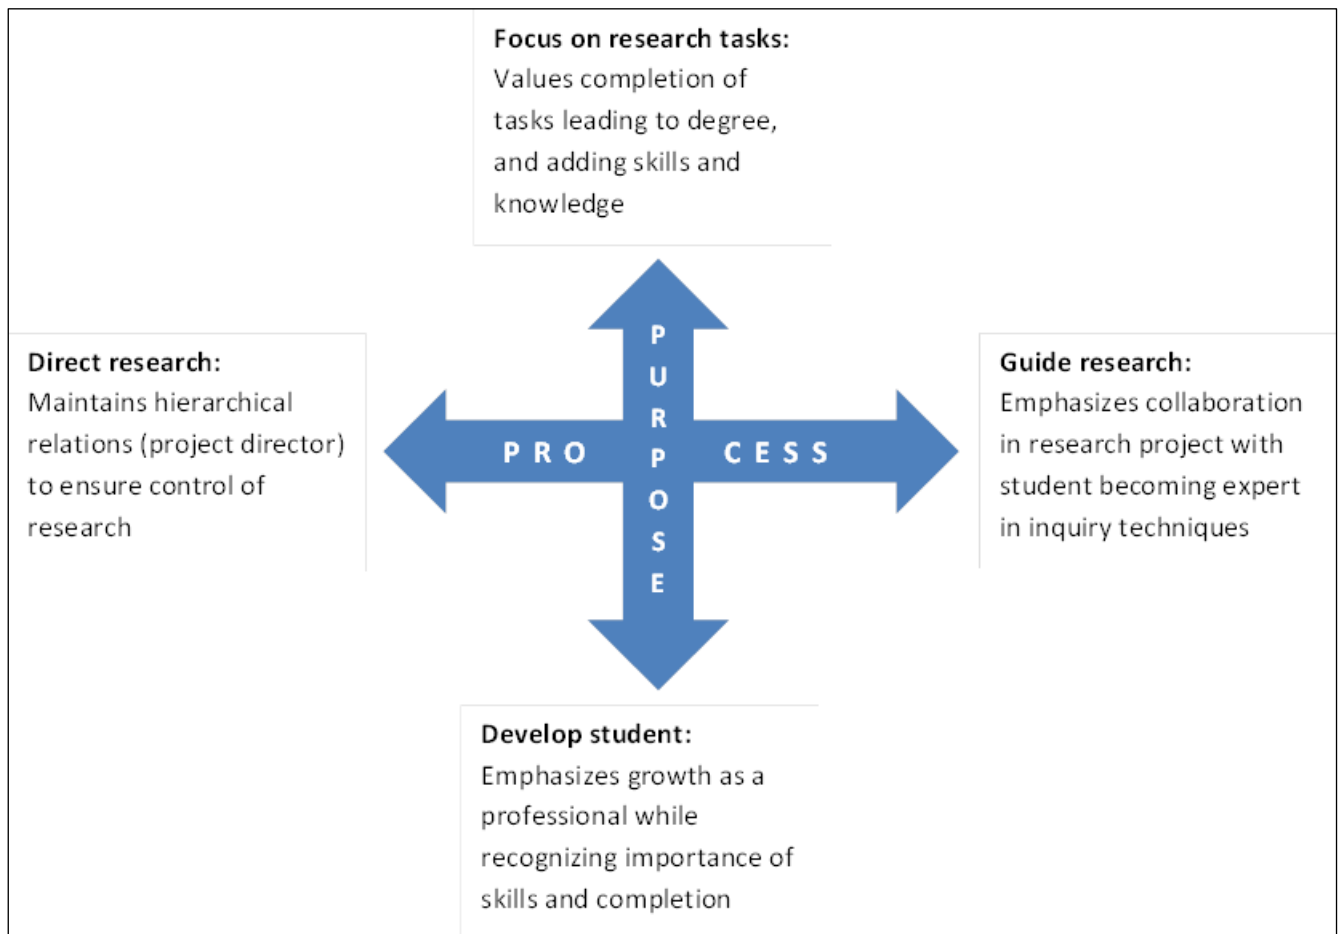 Focus on research tasks:
Values completion of
tasks leading to degree,
and adding skills and
knowledge
Direct research:
Maintains hierarchical
relations (project director)
to ensure control of
research
PURPOSE
PRO CESS
Guide research:
Emphasizes collaboration
in research project with
student becoming expert
in inquiry techniques
Develop student:
Emphasizes growth as a
professional while
recognizing importance of
skills and completion